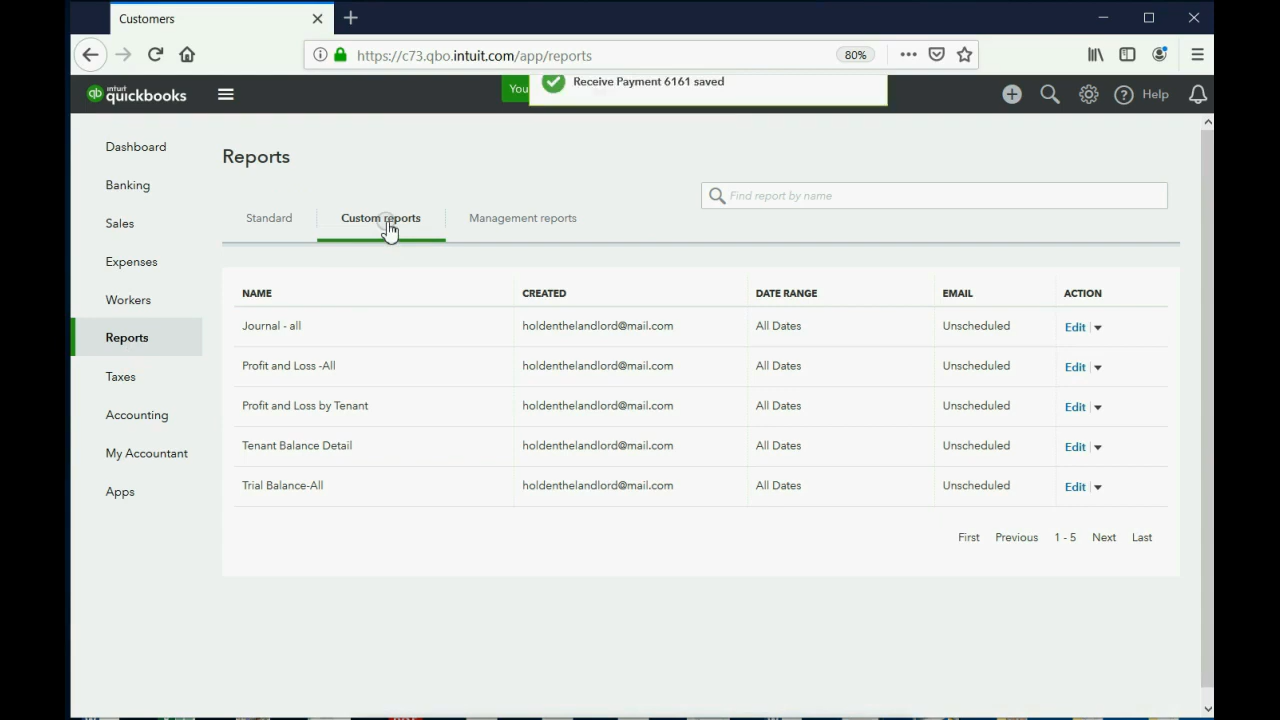 Customers
https://c73.qbo.intuit.com/app/reports
80%
You
Receive Payment 6161 saved
qb intuit quickbooks
Help
Dashboard
Banking
Sales
Expenses
Workers
Reports
Taxes
Accounting
My Accountant
Apps
Reports
Find report by name
Standard Custom reports Management reports
NAME CREATED DATE RANGE EMAIL ACTION
Journal - all holdenthelandlord@mail.com All Dates Unscheduled Edit
Profit and Loss -All holdenthelandlord@mail.com All Dates Unscheduled Edit
Profit and Loss by Tenant holdenthelandlord@mail.com All Dates Unscheduled Edit
Tenant Balance Detail holdenthelandlord@mail.com All Dates Unscheduled Edit
Trial Balance-All holdenthelandlord@mail.com All Dates Unscheduled Edit
First Previous 1 - 5 Next Last